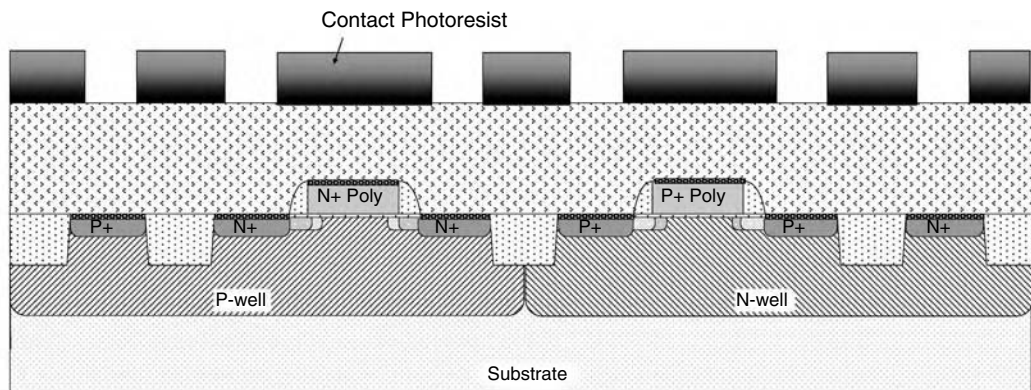 Contact Photoresist
N+ Poly
P+ Poly
P+
N+
N+
P+
P+
N+
P-well
N-well
Substrate